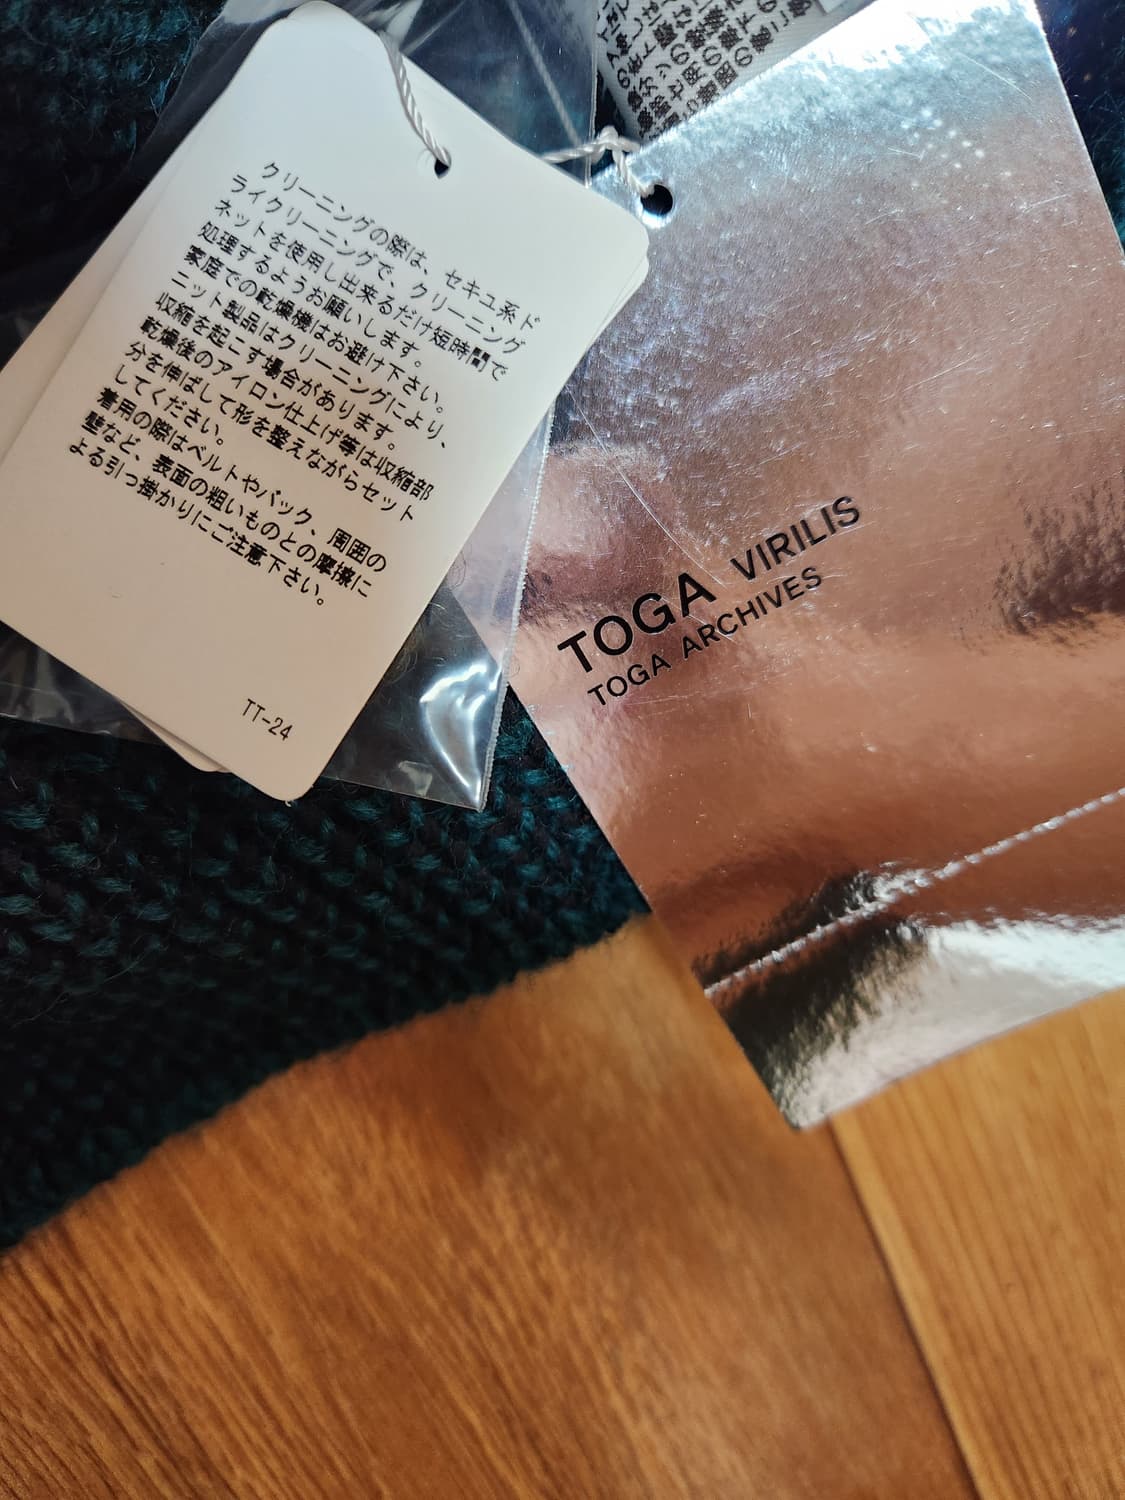 クリーニングの際は、セキュ系ド
ライクリーニングで、クリーニング
ネットを使用し出来るだけ短時間で
処理するようお願いします。
家庭での乾燥機はお避け下さい。
ニット製品はクリーニングにより、
収縮を起こす場合があります。
乾燥後のアイロン仕上げ等は収縮部
分を伸ばして形を整えながらセット
してください。
着用の際はベルトやバック、周囲の
壁など、表面の粗いものとの摩擦に
よる引っ掛かりにご注意下さい。
TT-24
TOGA VIRILIS
TOGA ARCHIVES